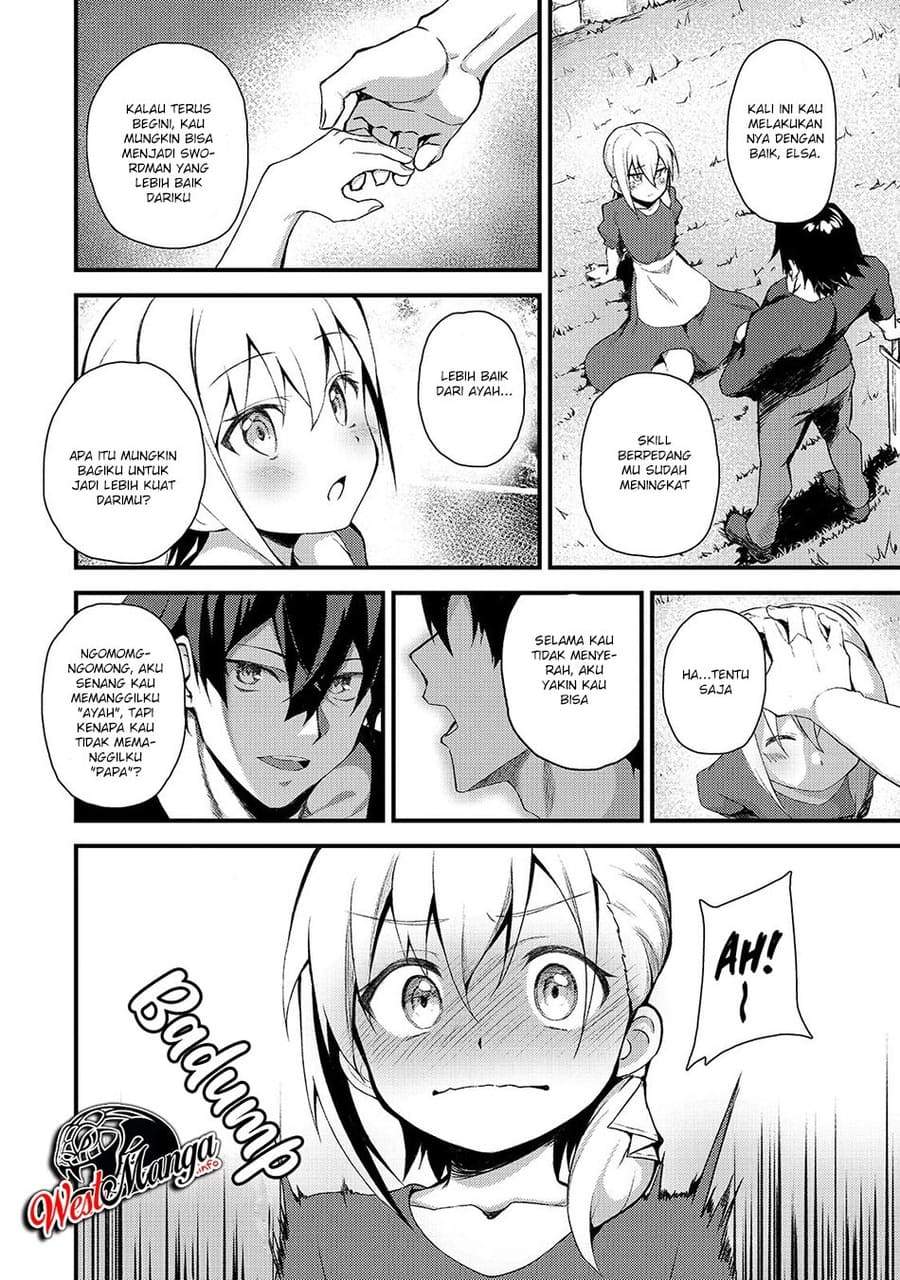 KALI INI KAU
MELAKUKAN
NYA DENGAN
BAIK, ELSA.
SKILL
BERPEDANG
MU SUDAH
MENINGKAT
KALAU TERUS
BEGINI, KAU
MUNGKIN BISA
MENJADI SWO-
RDMAN YANG
LEBIH BAIK
DARIKU
LEBIH BAIK
DARI AYAH...
APA ITU MUNGKIN
BAGIKU UNTUK
JADI LEBIH KUAT
DARIMU?
HA...TENTU
SAJA
SELAMA KAU
TIDAK MENYE-
RAH, AKU
YAKIN KAU
BISA
NGOMOMG-
NGOMONG, AKU
SENANG KAU
MEMANGGILKU
"AYAH", TAPI
KENAPA KAU
TIDAK MEMA-
NGGILKU
"PAPA"?
AH!
Badump
WestManga
.info